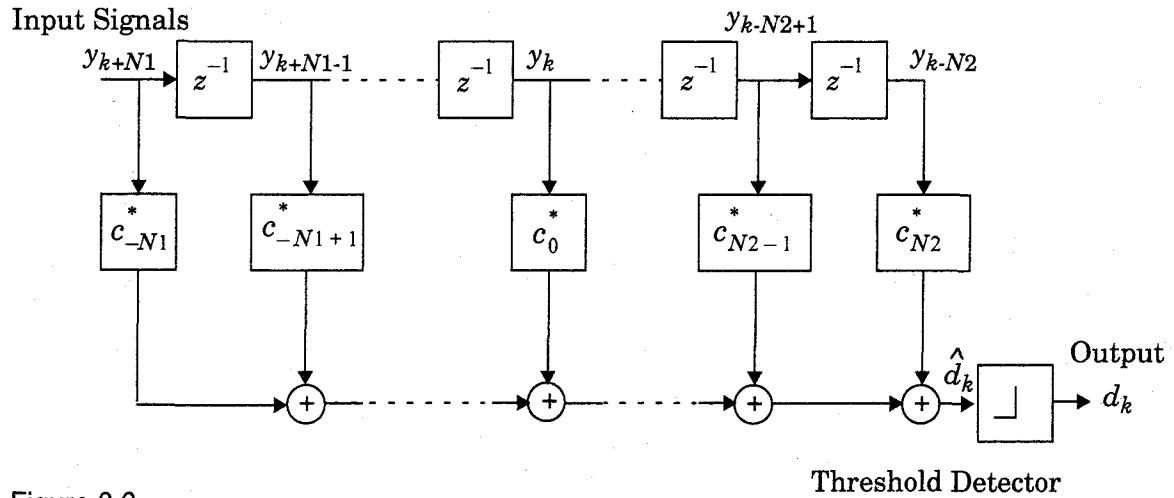 Input Signals
y_{k+N1} z^{-1} y_{k+N1-1} z^{-1} y_k z^{-1} y_{k-N2+1} z^{-1} y_{k-N2}
c^*_{-N1} c^*_{-N1+1} c^*_0 c^*_{N2-1} c^*_{N2}
+ + + + \hat{d}_k Output
d_k
Threshold Detector